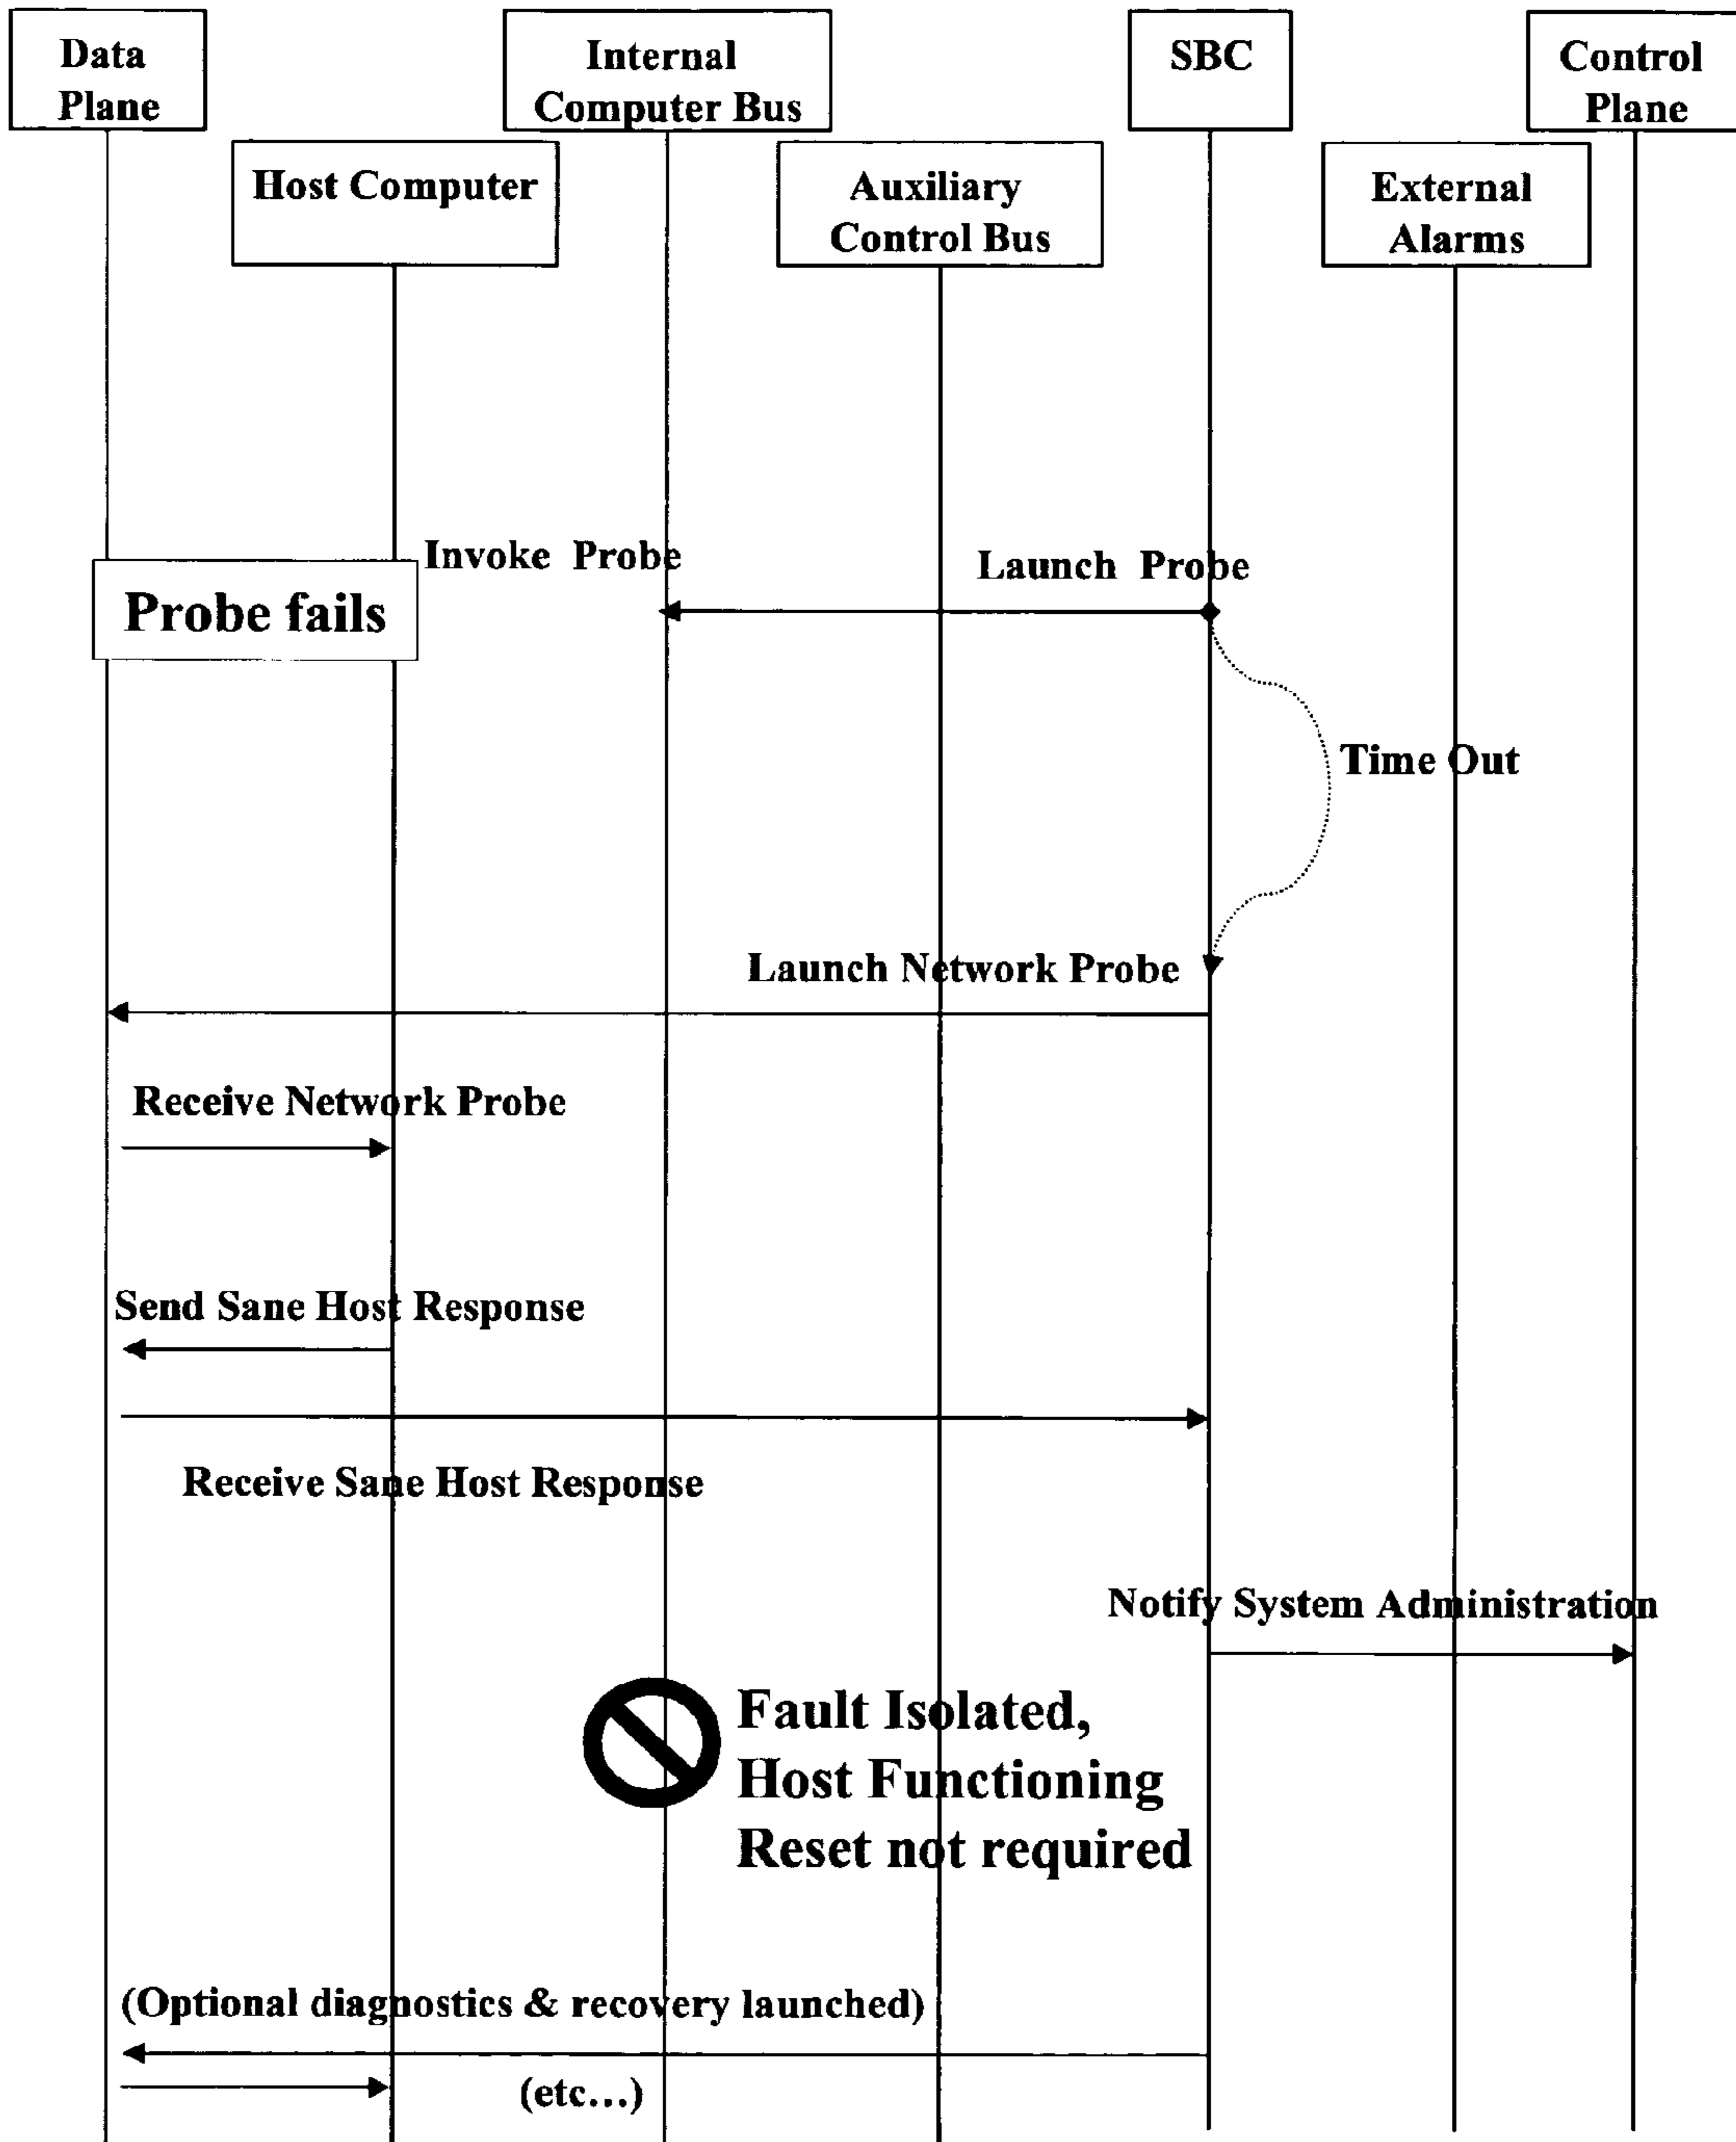 Data
Plane
Internal
Computer Bus
SBC
Control
Plane
Host Computer
Auxiliary
Control Bus
External
Alarms
Invoke Probe
Launch Probe
Probe fails
Time Out
Launch Network Probe
Receive Network Probe
Send Sane Host Response
Receive Sane Host Response
Notify System Administration
Fault Isolated,
Host Functioning
Reset not required
(Optional diagnostics & recovery launched)
(etc...)